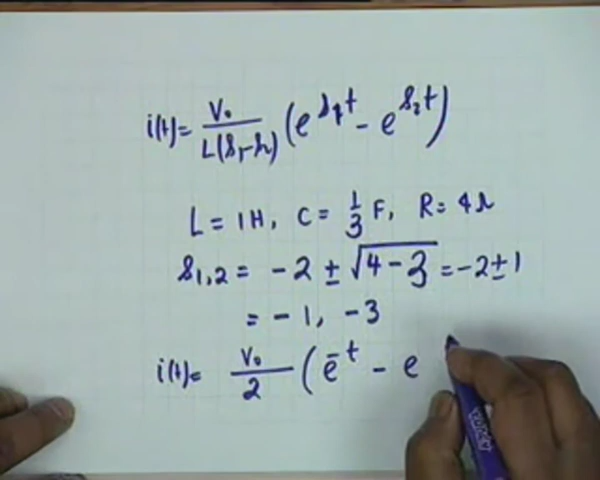 i(t) = V₀ / L(s₁-s₂) (e^{s₁t} - e^{s₂t})
L = 1H, C = 1/3 F, R = 4Ω
s₁,₂ = -2 ± √(4-3) = -2 ± 1
= -1, -3
i(t) = V₀/2 (e^{-t} - e